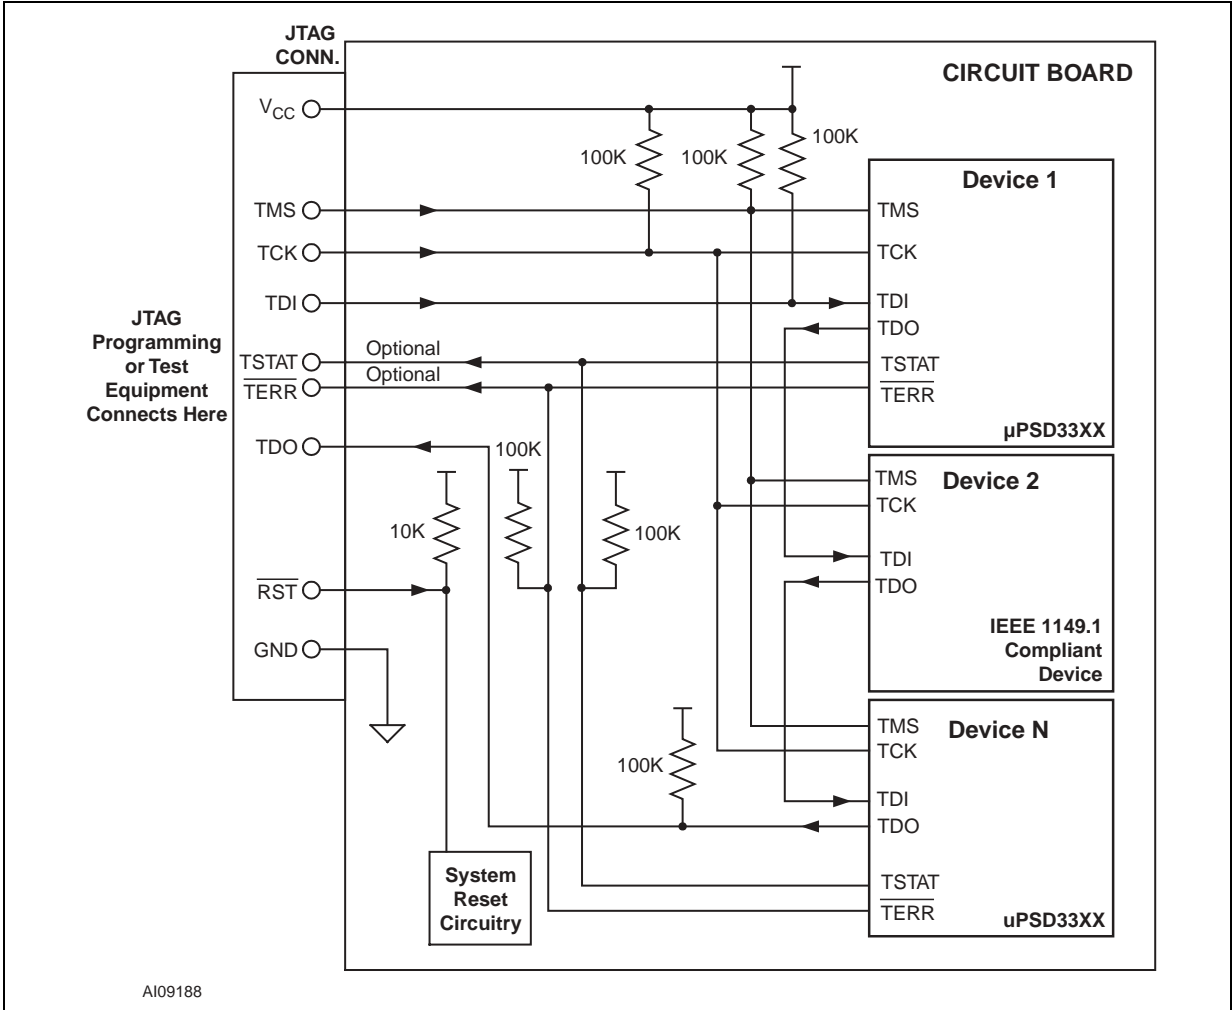 JTAG
CONN.
CIRCUIT BOARD
VCC
100K
100K
100K
Device 1
TMS
TMS
TCK
TCK
TDI
TDI
TDO
JTAG
Programming
or Test
Equipment
Connects Here
TSTAT
Optional
TSTAT
TERR
Optional
TERR
µPSD33XX
TDO
100K
10K
100K
Device 2
TMS
TCK
TDI
TDO
IEEE 1149.1
Compliant
Device
RST
GND
Device N
TMS
TCK
100K
TDI
TDO
TSTAT
TERR
uPSD33XX
System
Reset
Circuitry
AI09188